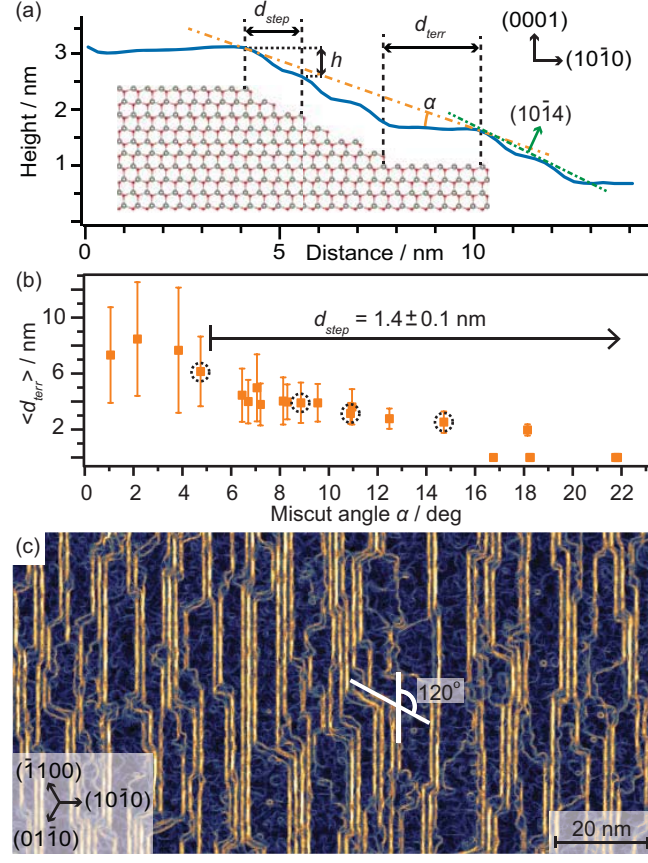 (a)
d_step
d_terr
(0001)
(101̄0)
h
α
(101̄4)
Height / nm
3
2
1
0
5
10
Distance / nm
(b)
d_step = 1.4 ± 0.1 nm
<d_terr> / nm
10
6
2
0 2 4 6 8 10 12 14 16 18 20 22
Miscut angle α / deg
(c)
120°
(1̄100)
(101̄0)
(011̄0)
20 nm